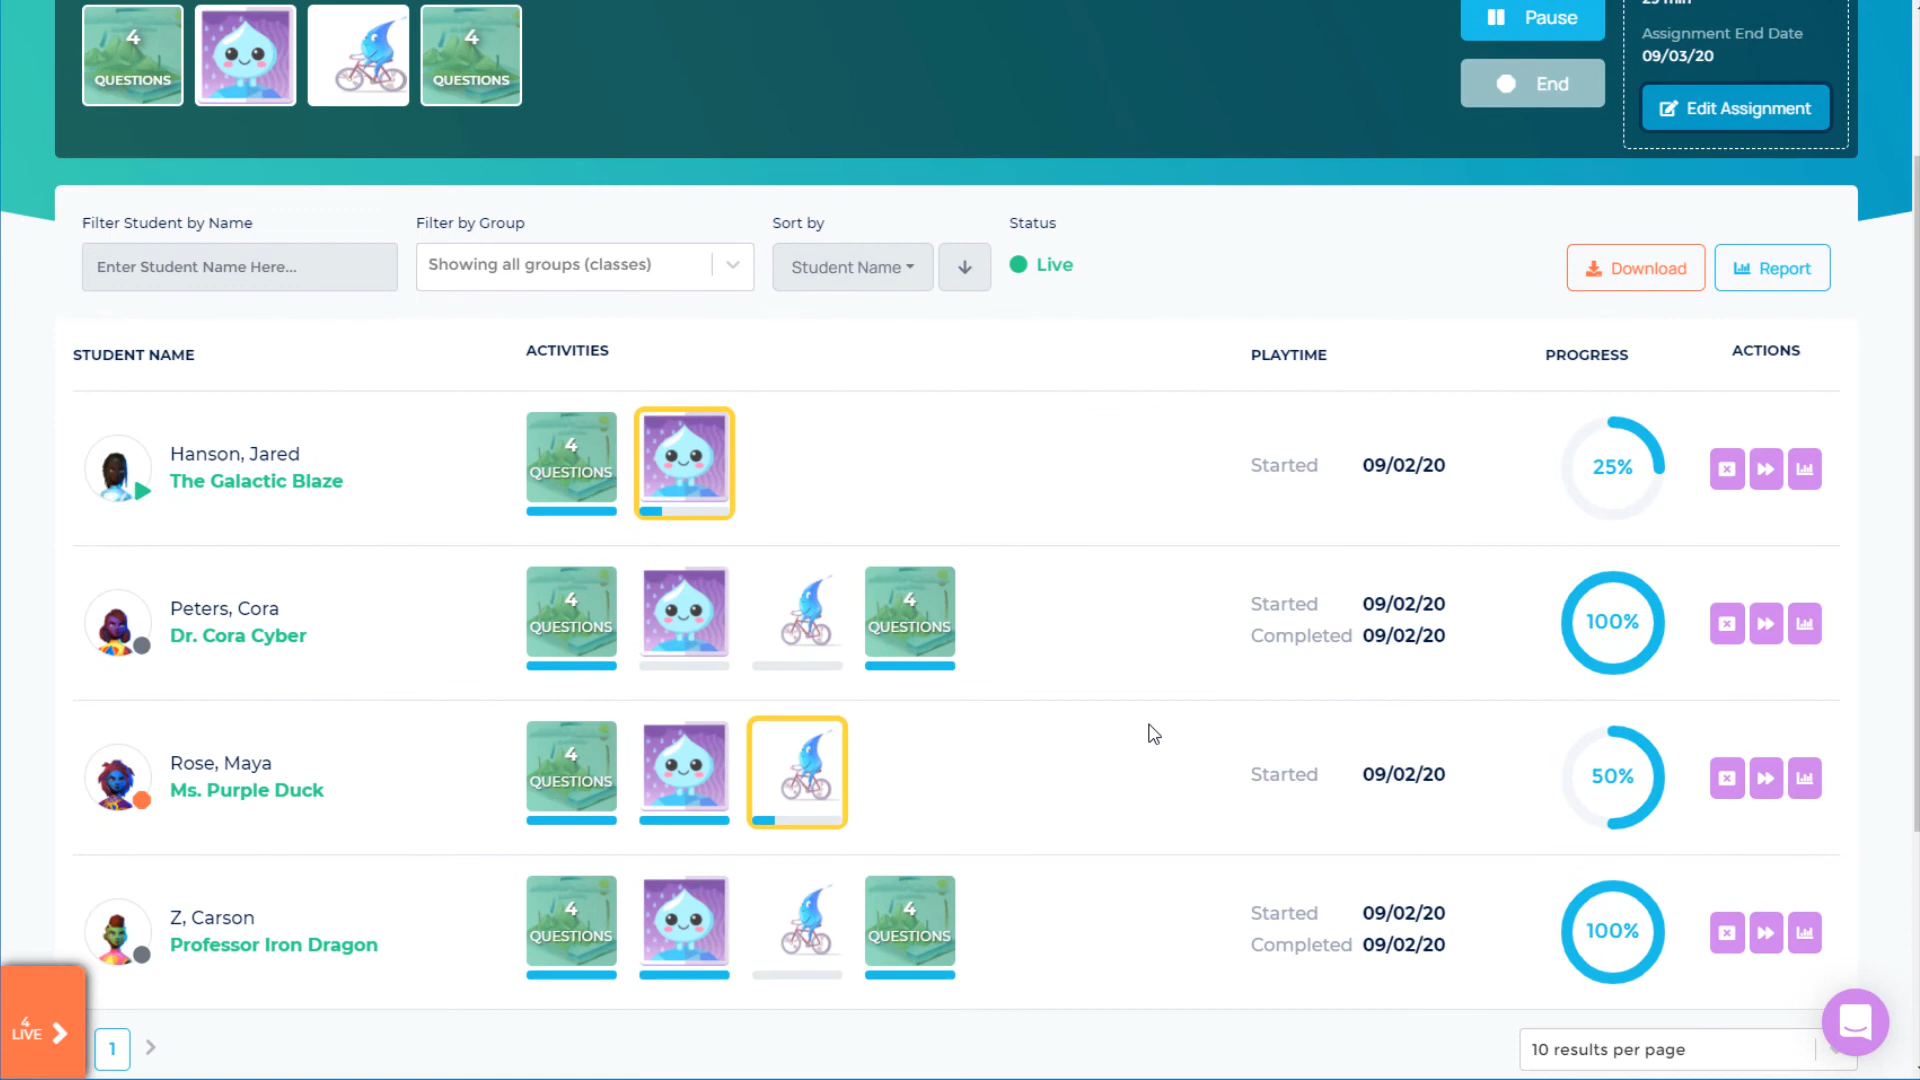 4
QUESTIONS
4
QUESTIONS
Pause
End
Assignment End Date
09/03/20
Edit Assignment
Filter Student by Name
Filter by Group
Sort by
Status
Enter Student Name Here...
Showing all groups (classes)
Student Name
Live
Download
Report
STUDENT NAME
ACTIVITIES
PLAYTIME
PROGRESS
ACTIONS
Hanson, Jared
The Galactic Blaze
4
QUESTIONS
Started 09/02/20
25%
Peters, Cora
Dr. Cora Cyber
4
QUESTIONS
4
QUESTIONS
Started 09/02/20
Completed 09/02/20
100%
Rose, Maya
Ms. Purple Duck
4
QUESTIONS
Started 09/02/20
50%
Z, Carson
Professor Iron Dragon
4
QUESTIONS
4
QUESTIONS
Started 09/02/20
Completed 09/02/20
100%
4
LIVE
1
10 results per page